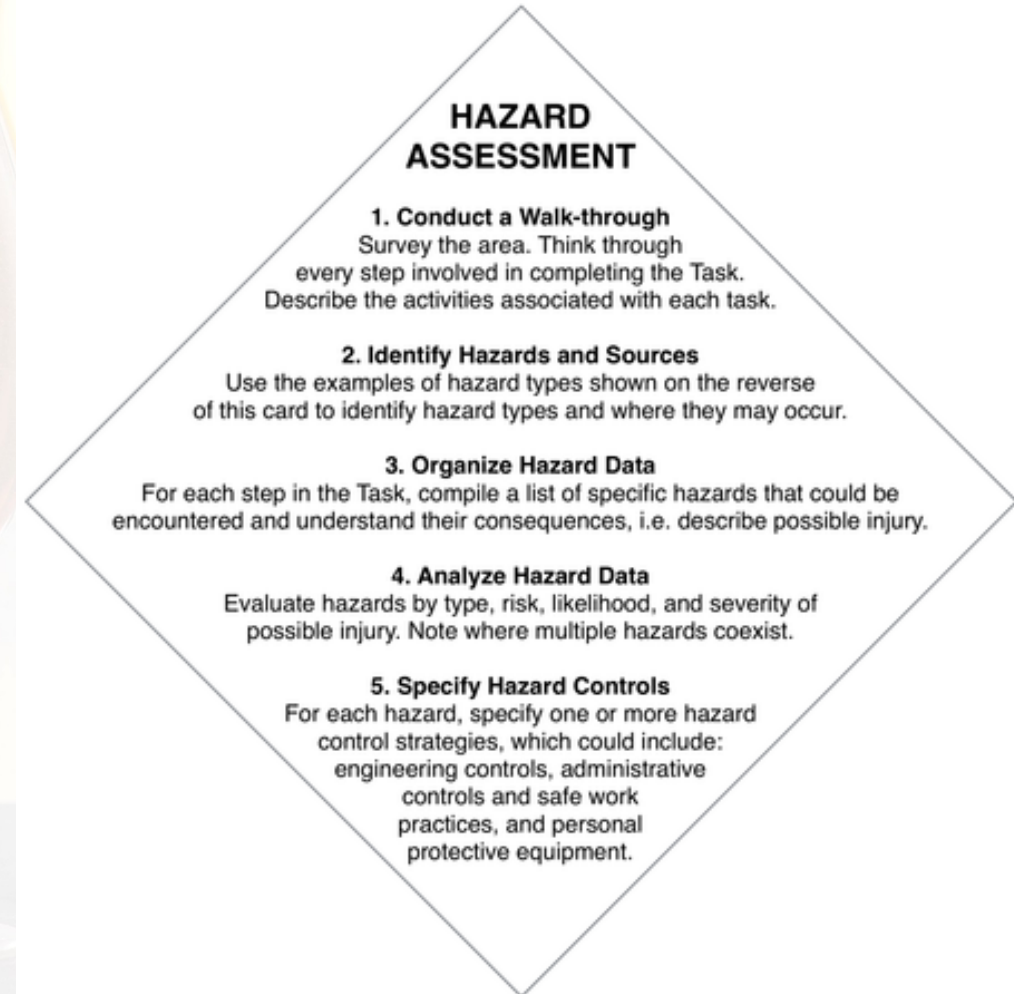 HAZARD
ASSESSMENT
1. Conduct a Walk-through
Survey the area. Think through
every step involved in completing the Task.
Describe the activities associated with each task.
2. Identify Hazards and Sources
Use the examples of hazard types shown on the reverse
of this card to identify hazard types and where they may occur.
3. Organize Hazard Data
For each step in the Task, compile a list of specific hazards that could be
encountered and understand their consequences, i.e. describe possible injury.
4. Analyze Hazard Data
Evaluate hazards by type, risk, likelihood, and severity of
possible injury. Note where multiple hazards coexist.
5. Specify Hazard Controls
For each hazard, specify one or more hazard
control strategies, which could include:
engineering controls, administrative
controls and safe work
practices, and personal
protective equipment.